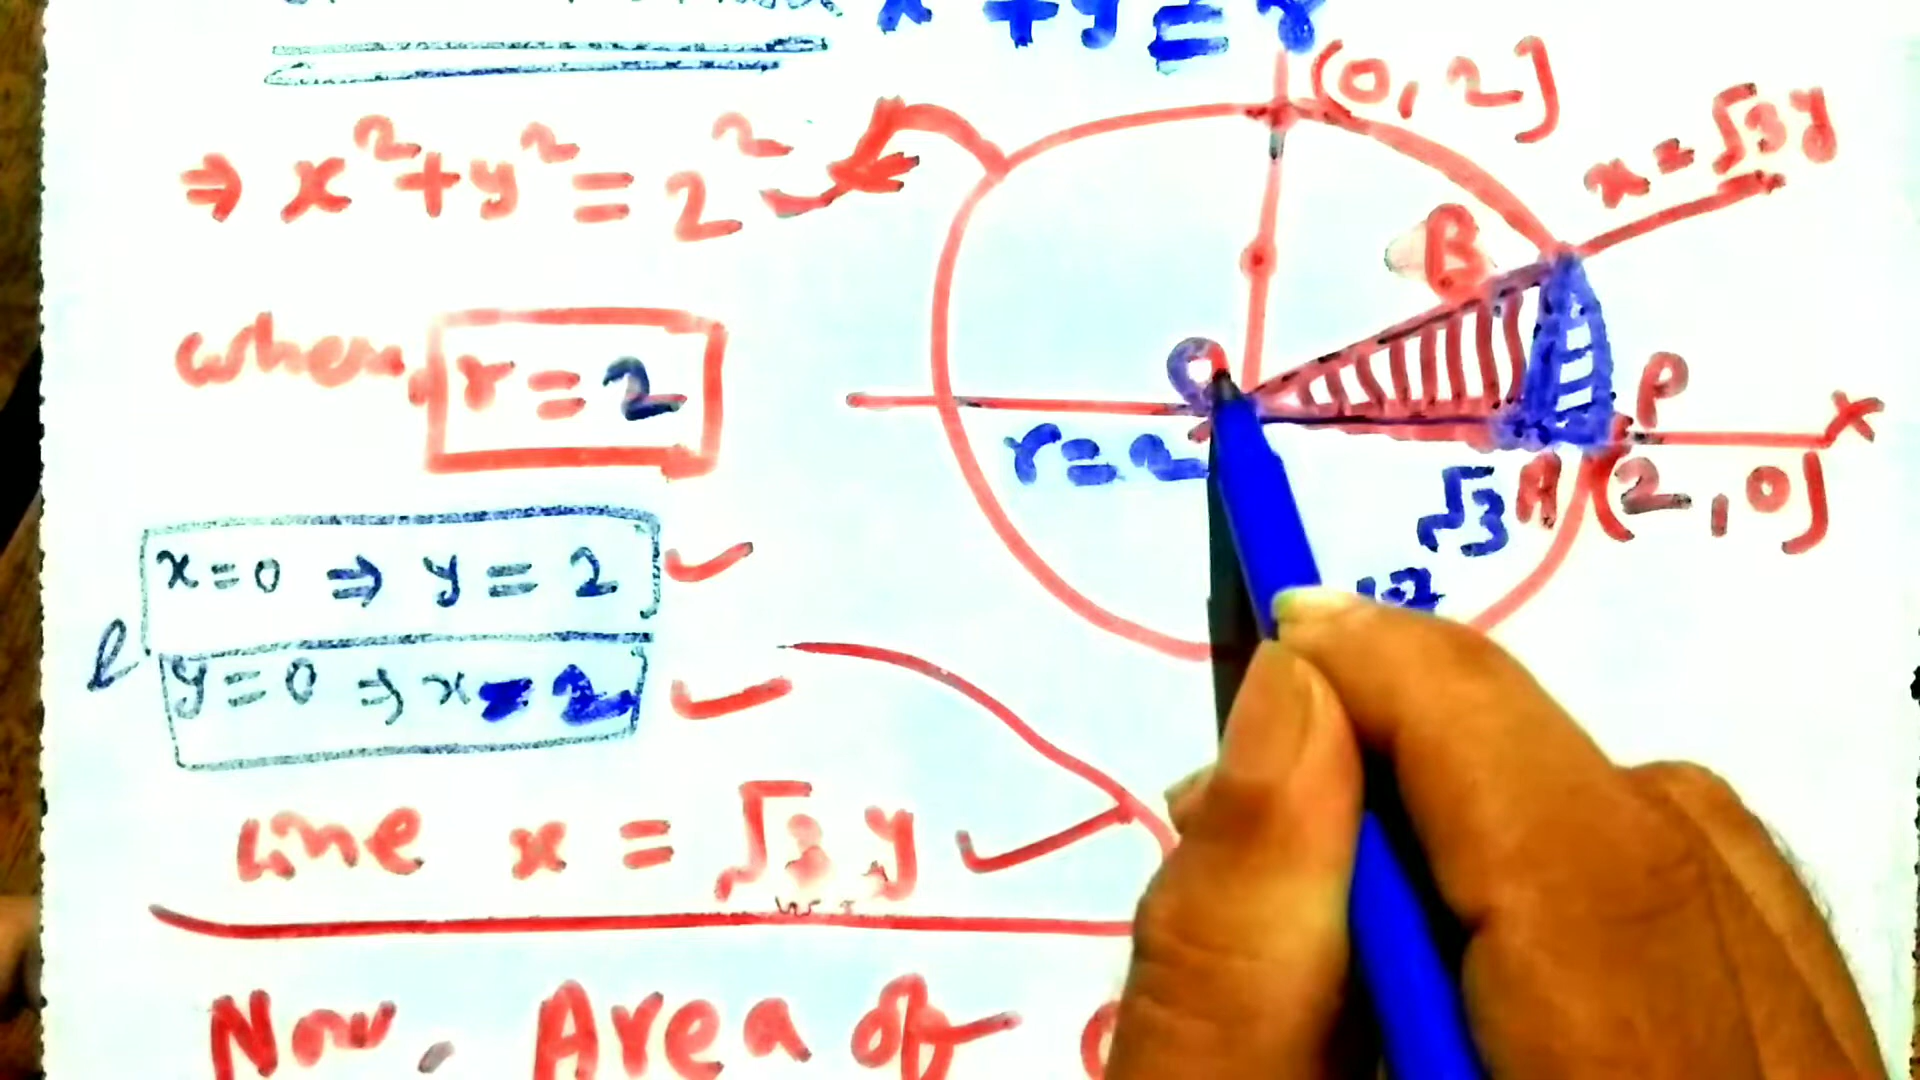 x + y = r
(0, 2)
⇒ x² + y² = 2²
x = √3 y
B
when, r = 2
O
P
X
r = 2
√3 A (2, 0)
x=0 ⇒ y = 2
y=0 ⇒ x = 2
Line x = √3 y
Now, Area of